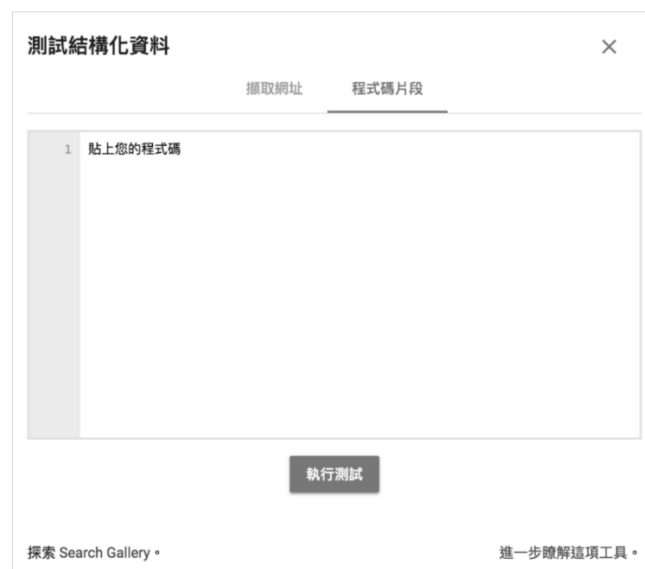 測試結構化資料
擷取網址 程式碼片段
1 貼上您的程式碼
執行測試
探索 Search Gallery。 進一步瞭解這項工具。